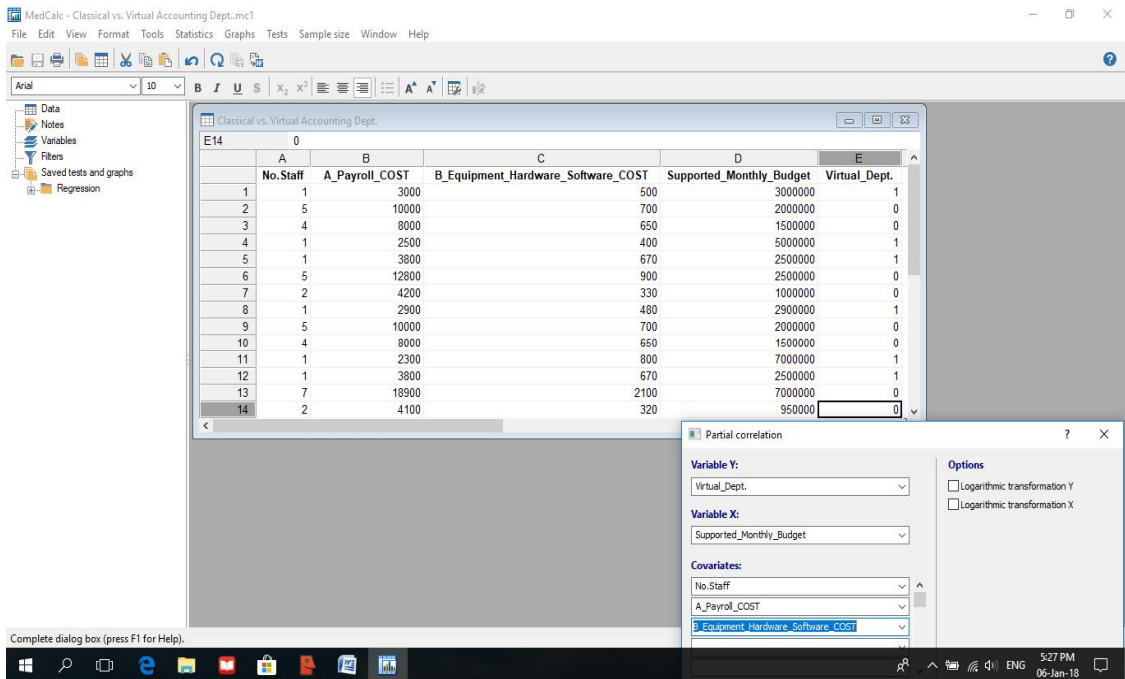 MedCalc - Classical vs. Virtual Accounting Dept..mc1
File Edit View Format Tools Statistics Graphs Tests Sample size Window Help
Arial 10 B I U S x₂ x² A A
Data
Notes
Variables
Filters
Saved tests and graphs
Regression
Classical vs. Virtual Accounting Dept.
E14 0
A B C D E
No.Staff A_Payroll_COST B_Equipment_Hardware_Software_COST Supported_Monthly_Budget Virtual_Dept.
1 1 3000 500 3000000 1
2 5 10000 700 2000000 0
3 4 8000 650 1500000 0
4 1 2500 400 5000000 1
5 1 3800 670 2500000 1
6 5 12800 900 2500000 0
7 2 4200 330 1000000 0
8 1 2900 480 2900000 1
9 5 10000 700 2000000 0
10 4 8000 650 1500000 0
11 1 2300 800 7000000 1
12 1 3800 670 2500000 1
13 7 18900 2100 7000000 0
14 2 4100 320 950000 0
Partial correlation ? ×
Variable Y:
Virtual_Dept.
Variable X:
Supported_Monthly_Budget
Covariates:
No.Staff
A_Payroll_COST
B_Equipment_Hardware_Software_COST
Options
Logarithmic transformation Y
Logarithmic transformation X
Complete dialog box (press F1 for Help).
ENG
5:27 PM
06-Jan-18